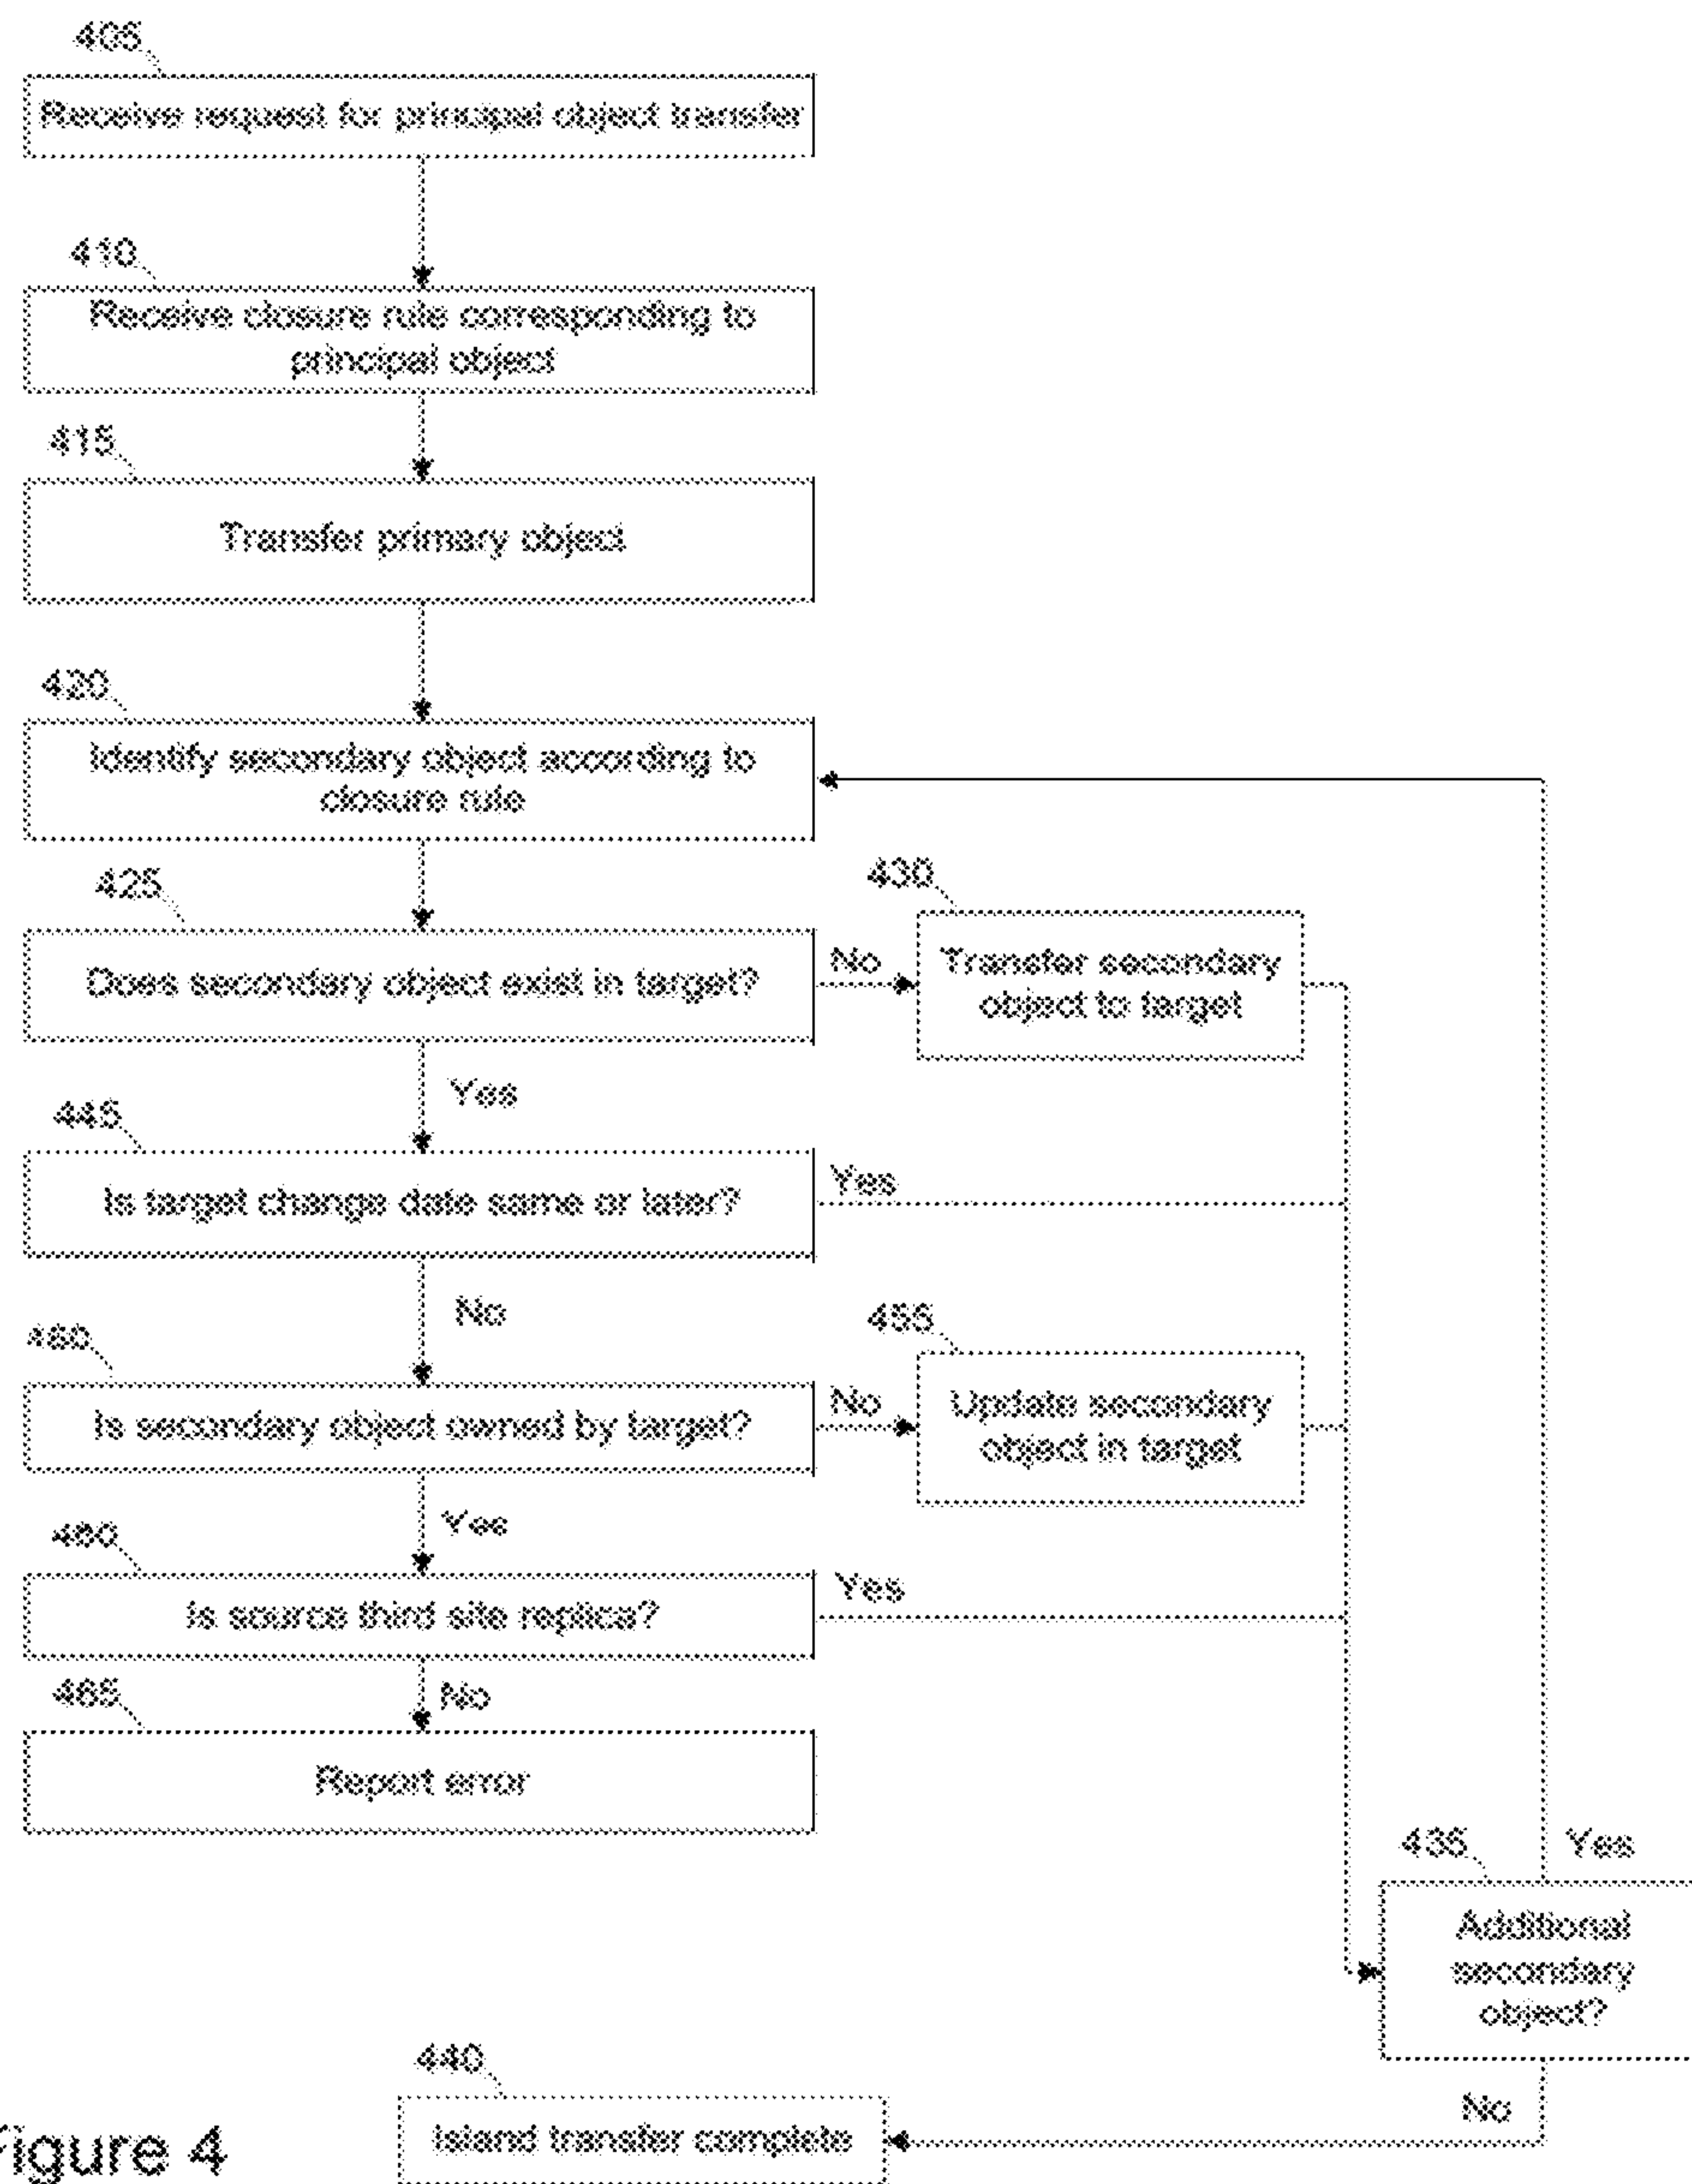 405
Receive request for principal object transfer
410
Receive closure rule corresponding to
principal object
415
Transfer primary object
420
Identify secondary object according to
closure rule
425
Does secondary object exist in target?
No
430
Transfer secondary
object to target
Yes
445
Is target change date same or later?
Yes
No
Is secondary object owned by target?
No
455
Update secondary
object in target
Yes
460
Is source third site replica?
Yes
No
465
Report error
435
Yes
Additional
secondary
object?
No
440
Island transfer complete
igure 4